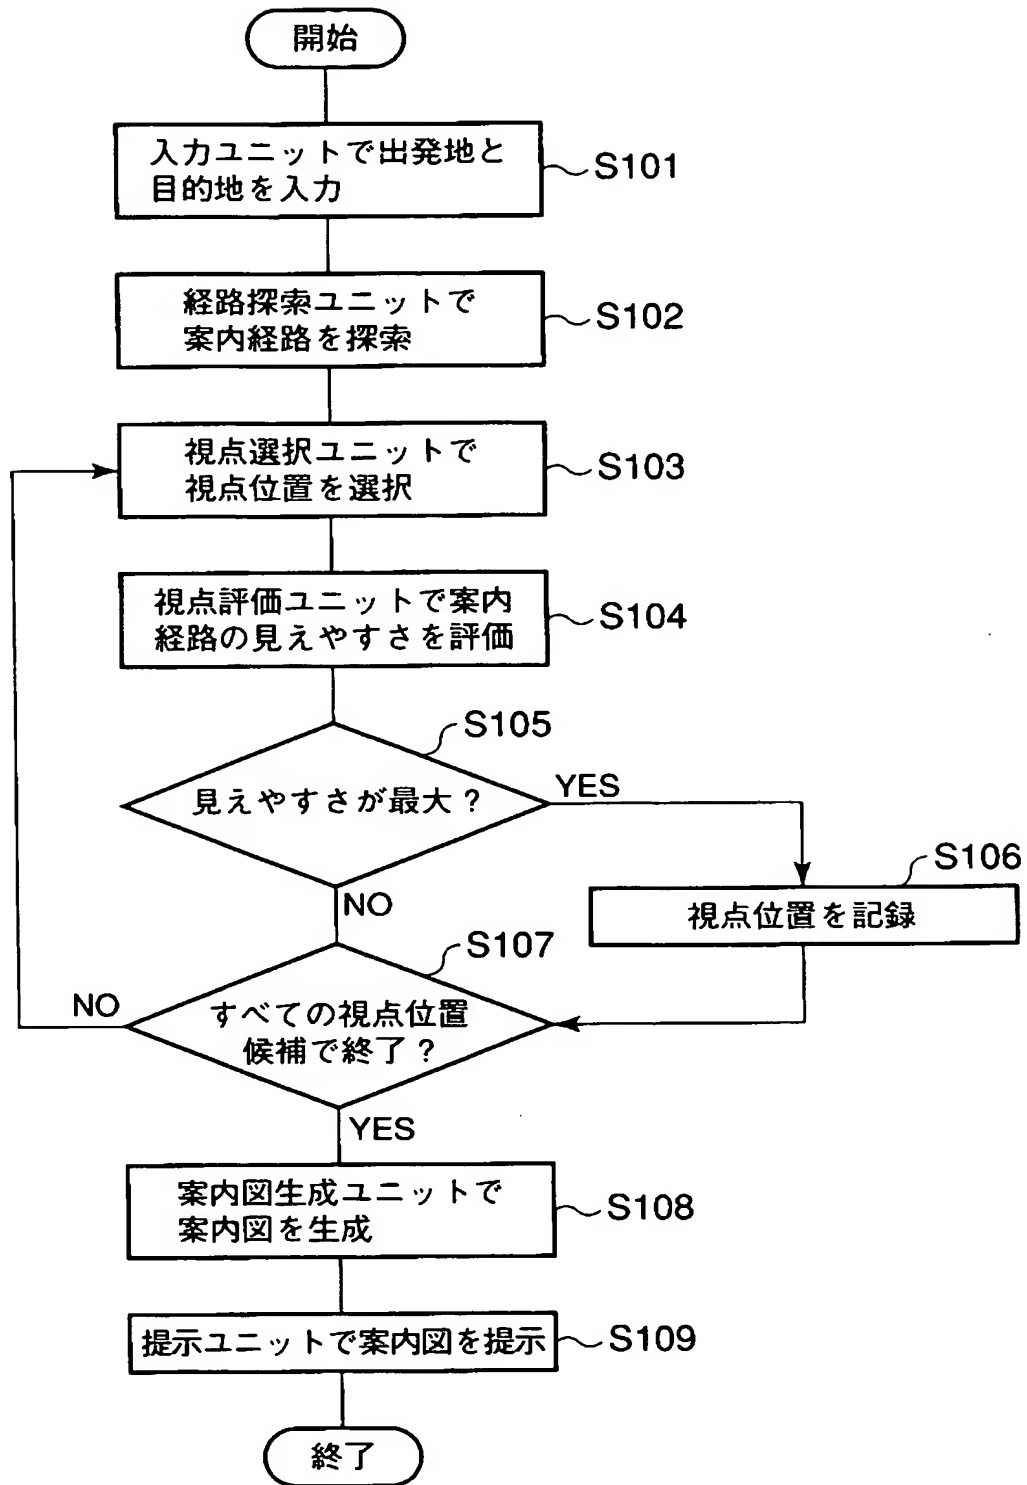 開始
入力ユニットで出発地と
目的地を入力
S101
経路探索ユニットで
案内経路を探索
S102
視点選択ユニットで
視点位置を選択
S103
視点評価ユニットで案内
経路の見えやすさを評価
S104
S105
見えやすさが最大？
YES
NO
S106
視点位置を記録
S107
すべての視点位置
候補で終了？
NO
YES
案内図生成ユニットで
案内図を生成
S108
提示ユニットで案内図を提示
S109
終了